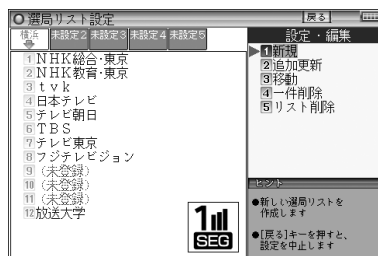 選局リスト設定
戻る
横浜 未設定2 未設定3 未設定4 未設定5
1 NHK総合・東京
2 NHK教育・東京
3 tvk
4 日本テレビ
5 テレビ朝日
6 TBS
7 テレビ東京
8 フジテレビジョン
9 (未登録)
10 (未登録)
11 (未登録)
12 放送大学
1
SEG
設定・編集
1 新規
2 追加更新
3 移動
4 一件削除
5 リスト削除
ヒント
●新しい選局リストを
作成します
●[戻る]キーを押すと、
設定を中止します